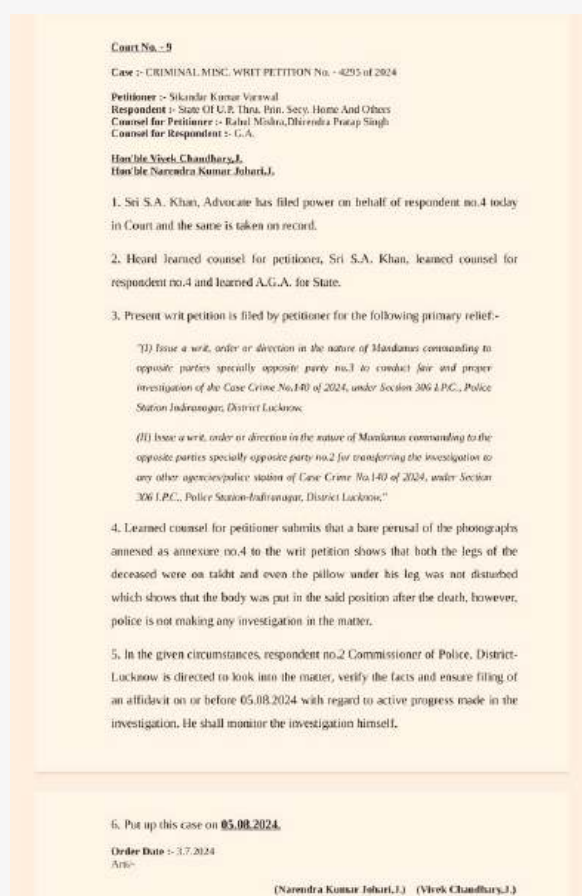 Court No. - 9
Case :- CRIMINAL MISC. WRIT PETITION No. - 4295 of 2024
Petitioner :- Sikandar Kumar
Respondent :- State Of U.P. Thru. Prin. Secy. Home And Others
Counsel for Petitioner :- Rahul Mishra,Dhirendra Pratap Singh
Counsel for Respondent :- G.A.
Hon'ble Vivek Chaudhary,J.
Hon'ble Narendra Kumar Johari,J.
1. Sri S.A. Khan, Advocate has filed power on behalf of respondent no.4 today
in Court and the same is taken on record.
2. Heard learned counsel for petitioner, Sri S.A. Khan, learned counsel for
respondent no.4 and learned A.G.A. for State.
3. Present writ petition is filed by petitioner for the following primary relief:-
"(I) Issue a writ, order or direction in the nature of Mandamus commanding to
opposite parties specially opposite party no.3 to conduct fair and proper
investigation of the Case Crime No.140 of 2024, under Section 306 I.P.C., Police
Station Indiranagar, District Lucknow.
(II) Issue a writ, order or direction in the nature of Mandamus commanding to the
opposite parties specially opposite party no.2 for transferring the investigation to
any other agencies/police station of Case Crime No.140 of 2024, under Section
306 I.P.C., Police Station-Indiranagar, District Lucknow,"
4. Learned counsel for petitioner submits that a bare perusal of the photographs
annexed as annexure no.4 to the writ petition shows that both the legs of the
deceased were on takht and even the pillow under his leg was not disturbed
which shows that the body was put in the said position after the death, however,
police is not making any investigation in the matter.
5. In the given circumstances, respondent no.2 Commissioner of Police, District-
Lucknow is directed to look into the matter, verify the facts and ensure filing of
an affidavit on or before 05.08.2024 with regard to active progress made in the
investigation. He shall monitor the investigation himself.
6. Put up this case on 05.08.2024.
Order Date :- 3.7.2024
(Narendra Kumar Johari,J.) (Vivek Chaudhary,J.)